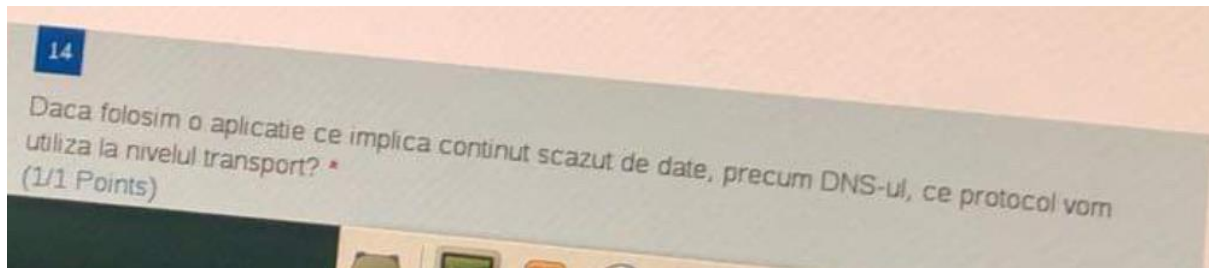 14
Daca folosim o aplicatie ce implica continut scazut de date, precum DNS-ul, ce protocol vom
utiliza la nivelul transport? *
(1/1 Points)